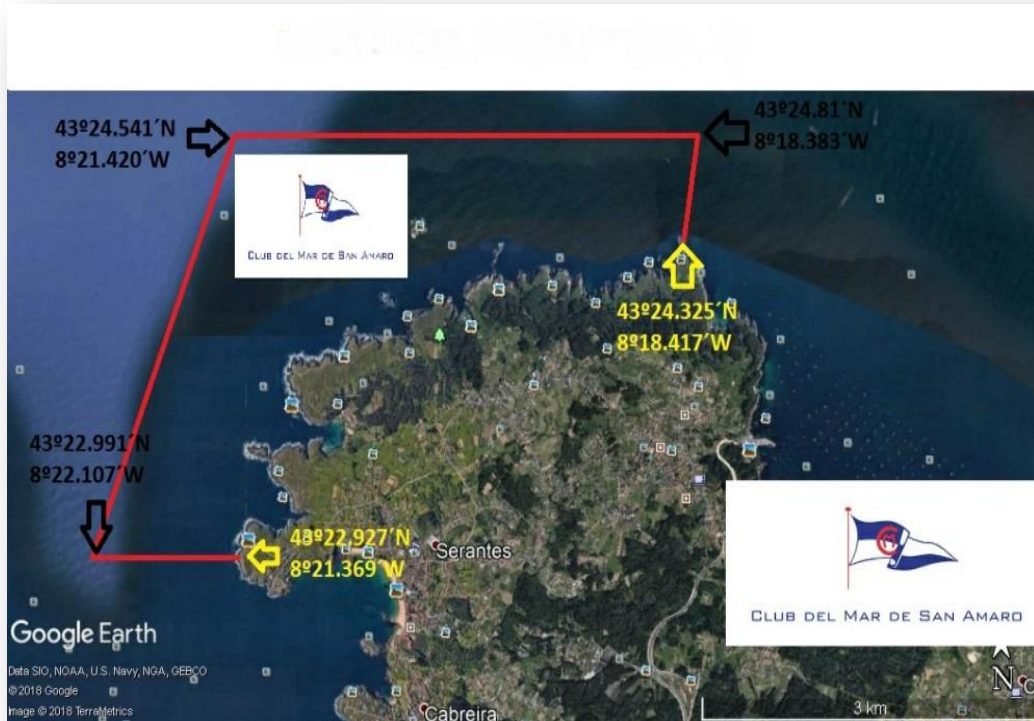 43º24.541´N
8º21.420´W
43º24.81´N
8º18.383´W
CLUB DEL MAR DE SAN AMARO
43º24.325´N
8º18.417´W
43º22.991´N
8º22.107´W
43º22,927´N
8º21.369´W
Serantes
CLUB DEL MAR DE SAN AMARO
Google Earth
Data SIO, NOAA, U.S. Navy, NGA, GEBCO
© 2018 Google
Image © 2018 TerraMetrics
N
3 km
Cabreira